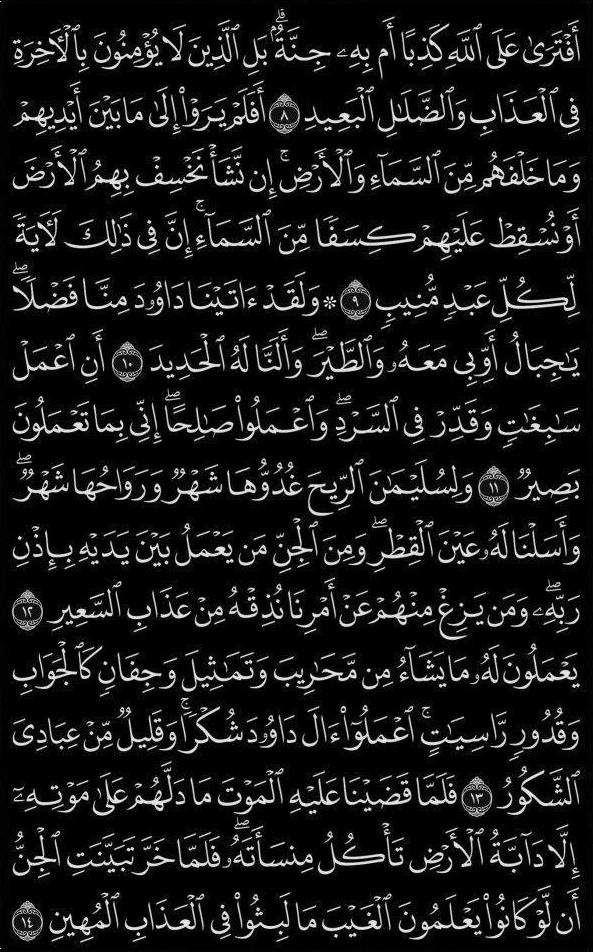 أَفْتَرَىٰ عَلَى ٱللَّهِ كَذِبًا أَم بِهِۦ جِنَّةُۢۗ بَلِ ٱلَّذِينَ لَا يُؤْمِنُونَ بِٱلْأَخِرَةِ
فِى ٱلْعَذَابِ وَٱلضَّلَٰلِ ٱلْبَعِيدِ ٨ أَفَلَمْ يَرَوْا۟ إِلَىٰ مَا بَيْنَ أَيْدِيهِمْ
وَمَا خَلْفَهُم مِّنَ ٱلسَّمَآءِ وَٱلْأَرْضِۚ إِن نَّشَأْ نَخْسِفْ بِهِمُ ٱلْأَرْضَ
أَوْ نُسْقِطْ عَلَيْهِمْ كِسَفًا مِّنَ ٱلسَّمَآءِۚ إِنَّ فِى ذَٰلِكَ لَأَيَةً
لِّكُلِّ عَبْدٍ مُّنِيبٍ ٩ ۞ وَلَقَدْ ءَاتَيْنَا دَاوُۥدَ مِنَّا فَضْلًاۖ
يَٰجِبَالُ أَوِّبِى مَعَهُۥ وَٱلطَّيْرَۖ وَأَلَنَّا لَهُ ٱلْحَدِيدَ ١٠ أَنِ ٱعْمَلْ
سَٰبِغَٰتٍ وَقَدِّرْ فِى ٱلسَّرْدِۖ وَٱعْمَلُوا۟ صَٰلِحًاۖ إِنِّى بِمَا تَعْمَلُونَ
بَصِيرٌ ١١ وَلِسُلَيْمَٰنَ ٱلرِّيحَ غُدُوُّهَا شَهْرٌ وَرَوَاحُهَا شَهْرٌۖ
وَأَسَلْنَا لَهُۥ عَيْنَ ٱلْقِطْرِۖ وَمِنَ ٱلْجِنِّ مَن يَعْمَلُ بَيْنَ يَدَيْهِ بِإِذْنِ
رَبِّهِۦۖ وَمَن يَزِغْ مِنْهُمْ عَنْ أَمْرِنَا نُذِقْهُ مِنْ عَذَابِ ٱلسَّعِيرِ ١٢
يَعْمَلُونَ لَهُۥ مَا يَشَآءُ مِن مَّحَٰرِيبَ وَتَمَٰثِيلَ وَجِفَانٍ كَٱلْجَوَابِ
وَقُدُورٍ رَّاسِيَٰتٍۚ ٱعْمَلُوٓا۟ ءَالَ دَاوُۥدَ شُكْرًاۚ وَقَلِيلٌ مِّنْ عِبَادِىَ
ٱلشَّكُورُ ١٣ فَلَمَّا قَضَيْنَا عَلَيْهِ ٱلْمَوْتَ مَا دَلَّهُمْ عَلَىٰ مَوْتِهِۦٓ
إِلَّا دَآبَّةُ ٱلْأَرْضِ تَأْكُلُ مِنسَأَتَهُۥۖ فَلَمَّا خَرَّ تَبَيَّنَتِ ٱلْجِنُّ
أَن لَّوْ كَانُوا۟ يَعْلَمُونَ ٱلْغَيْبَ مَا لَبِثُوا۟ فِى ٱلْعَذَابِ ٱلْمُهِينِ ١٤